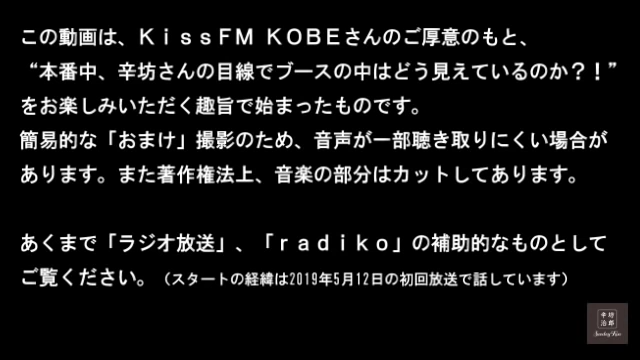 この動画は、ＫｉｓｓＦＭ ＫＯＢＥさんのご厚意のもと、
“本番中、辛坊さんの目線でブースの中はどう見えているのか？！”
をお楽しみいただく趣旨で始まったものです。
簡易的な「おまけ」撮影のため、音声が一部聴き取りにくい場合が
あります。また著作権法上、音楽の部分はカットしてあります。
あくまで「ラジオ放送」、「ｒａｄｉｋｏ」の補助的なものとして
ご覧ください。（スタートの経緯は2019年5月12日の初回放送で話しています）
辛坊
治郎